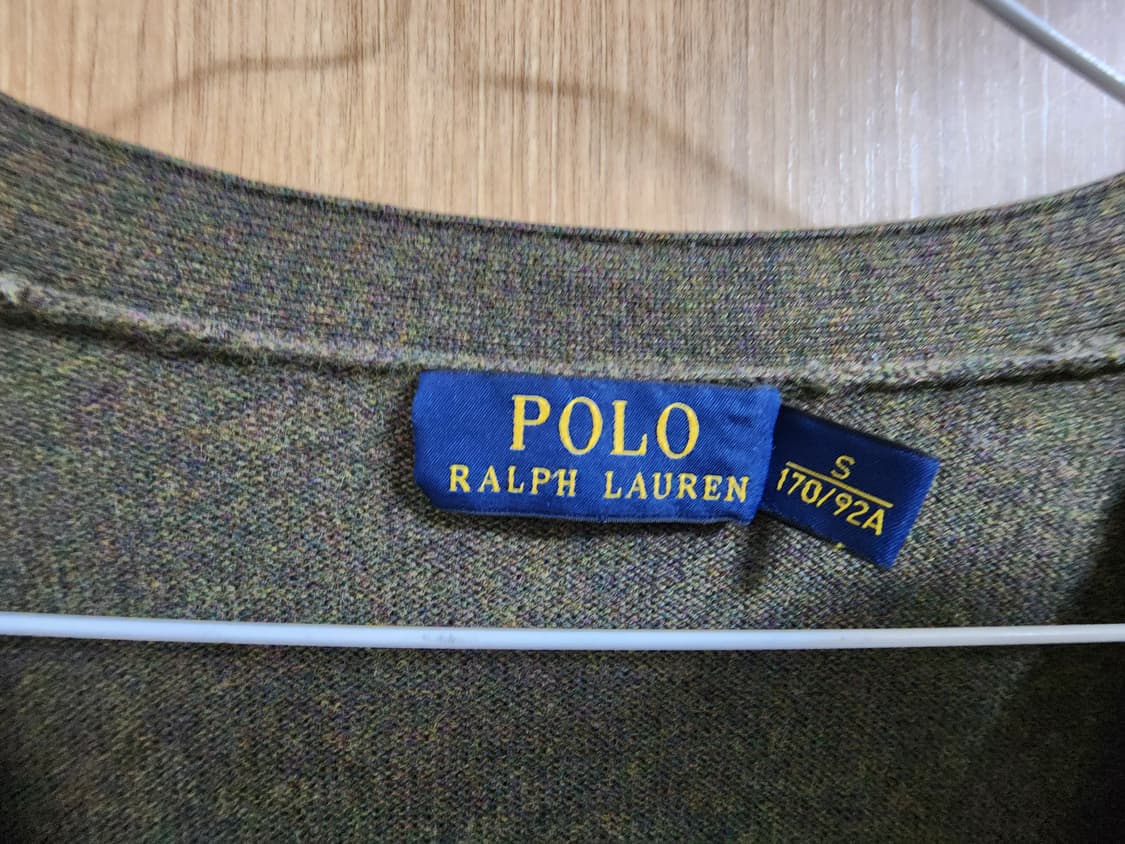 POLO
RALPH LAUREN
S
170/92A